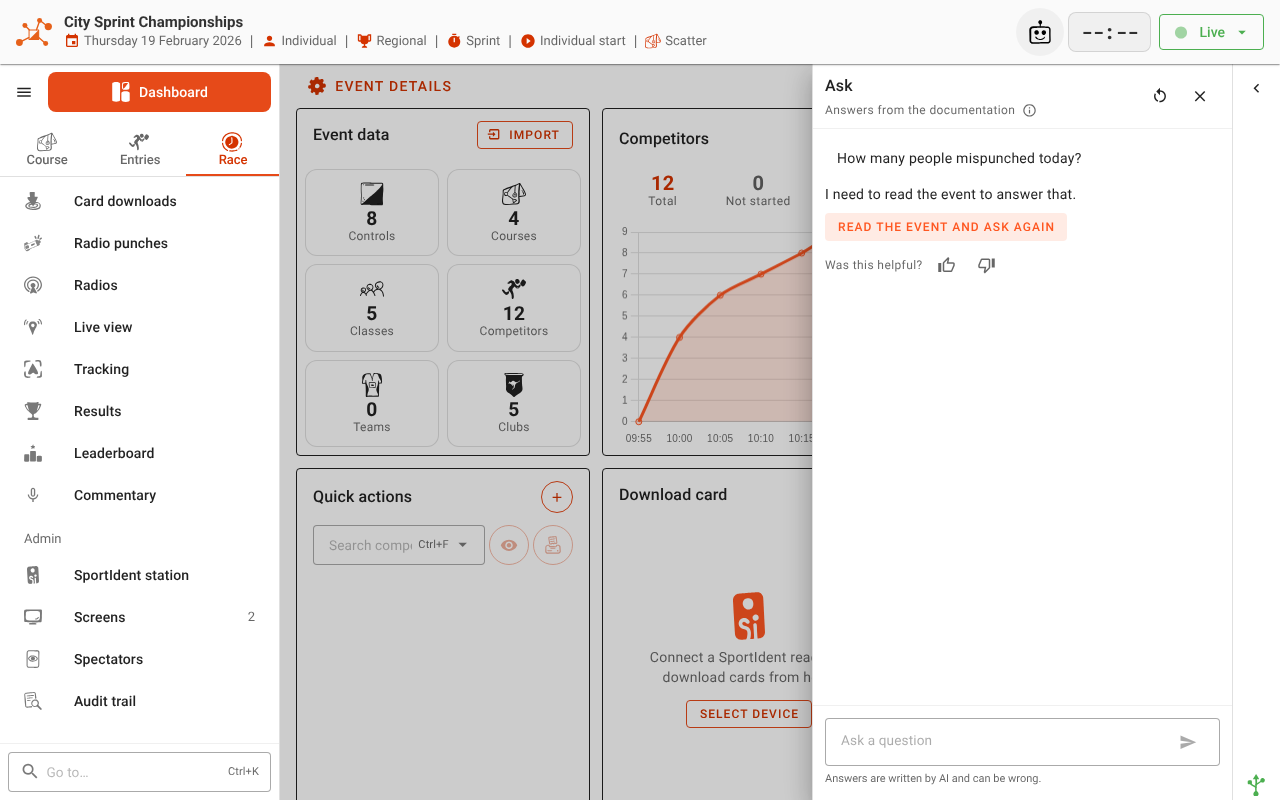 City Sprint Championships
Thursday 19 February 2026 | Individual | Regional | Sprint | Individual start | Scatter
--:--
Live
Dashboard
Course
Entries
Race
Card downloads
Radio punches
Radios
Live view
Tracking
Results
Leaderboard
Commentary
Admin
SportIdent station
Screens 2
Spectators
Audit trail
Go to… Ctrl+K
EVENT DETAILS
Event data
IMPORT
8
Controls
4
Courses
5
Classes
12
Competitors
0
Teams
5
Clubs
Competitors
12
Total
0
Not started
9
8
7
6
5
4
3
2
1
0
09:55 10:00 10:05 10:10 10:15
Quick actions
+
Search compe Ctrl+F
Download card
Si
Connect a SportIdent rea
download cards from h
SELECT DEVICE
Ask
Answers from the documentation
How many people mispunched today?
I need to read the event to answer that.
READ THE EVENT AND ASK AGAIN
Was this helpful?
Ask a question
Answers are written by AI and can be wrong.